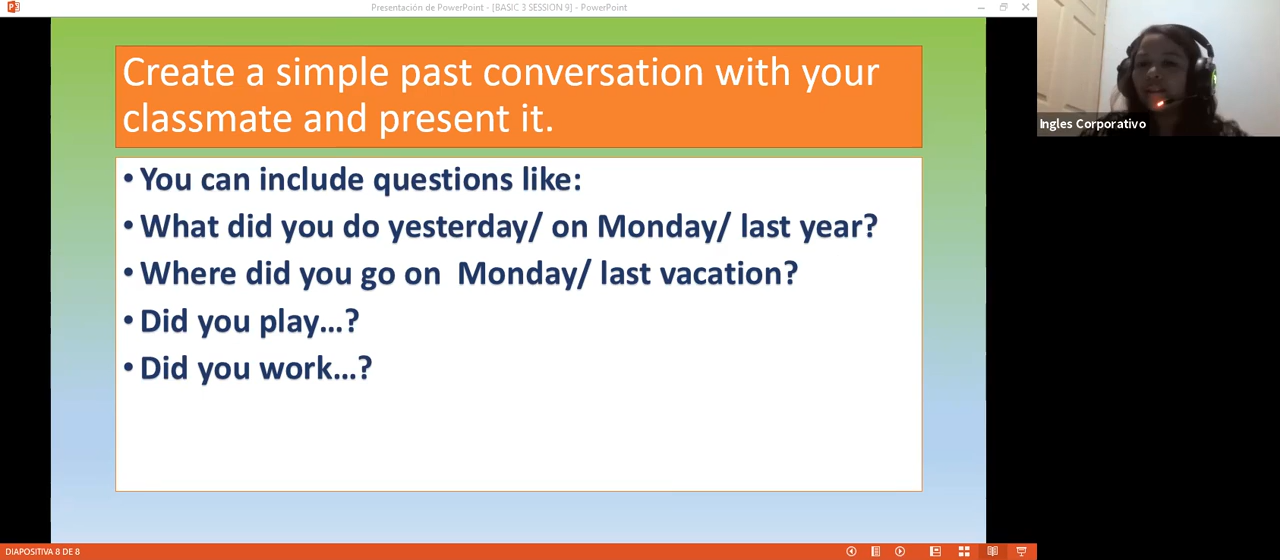 Presentación de PowerPoint - [BASIC 3 SESSION 9] - PowerPoint
Create a simple past conversation with your
classmate and present it.
• You can include questions like:
• What did you do yesterday/ on Monday/ last year?
• Where did you go on  Monday/ last vacation?
• Did you play...?
• Did you work...?
Ingles Corporativo
DIAPOSITIVA 8 DE 8